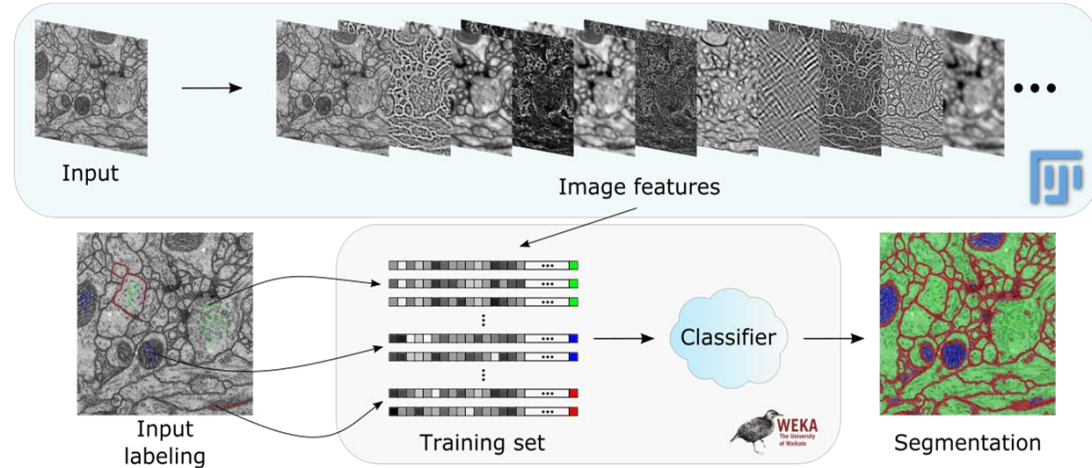 Input
Image features
Input
labeling
Training set
Classifier
WEKA
The University
of Waikato
Segmentation